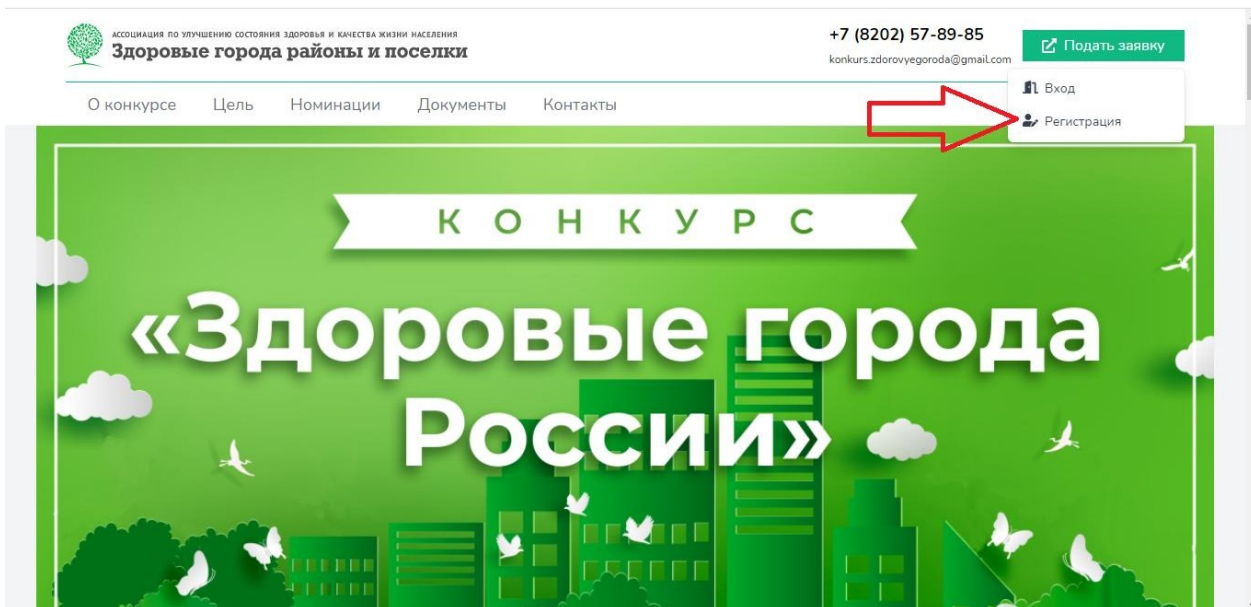 АССОЦИАЦИЯ ПО УЛУЧШЕНИЮ СОСТОЯНИЯ ЗДОРОВЬЯ И КАЧЕСТВА ЖИЗНИ НАСЕЛЕНИЯ
Здоровые города районы и поселки
+7 (8202) 57-89-85
konkurs.zdorovyegoroda@gmail.com
Подать заявку
Вход
Регистрация
О конкурсе Цель Номинации Документы Контакты
КОНКУРС
«Здоровые города
России»